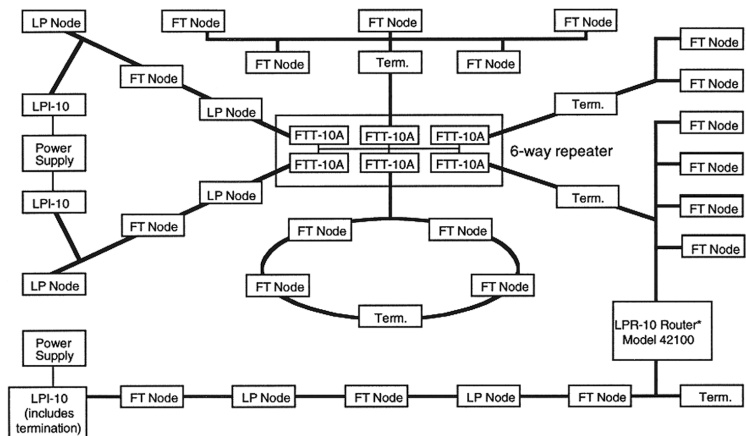 LP Node
FT Node
FT Node
FT Node
FT Node
FT Node
FT Node
Term.
FT Node
FT Node
FT Node
LPI-10
LP Node
Term.
FTT-10A
FTT-10A
FTT-10A
FT Node
Power
Supply
6-way repeater
FTT-10A
FTT-10A
FTT-10A
FT Node
LPI-10
LP Node
Term.
FT Node
FT Node
FT Node
FT Node
FT Node
LP Node
FT Node
FT Node
Term.
LPR-10 Router*
Model 42100
Power
Supply
LPI-10
(includes
termination)
FT Node
LP Node
FT Node
LP Node
FT Node
Term.